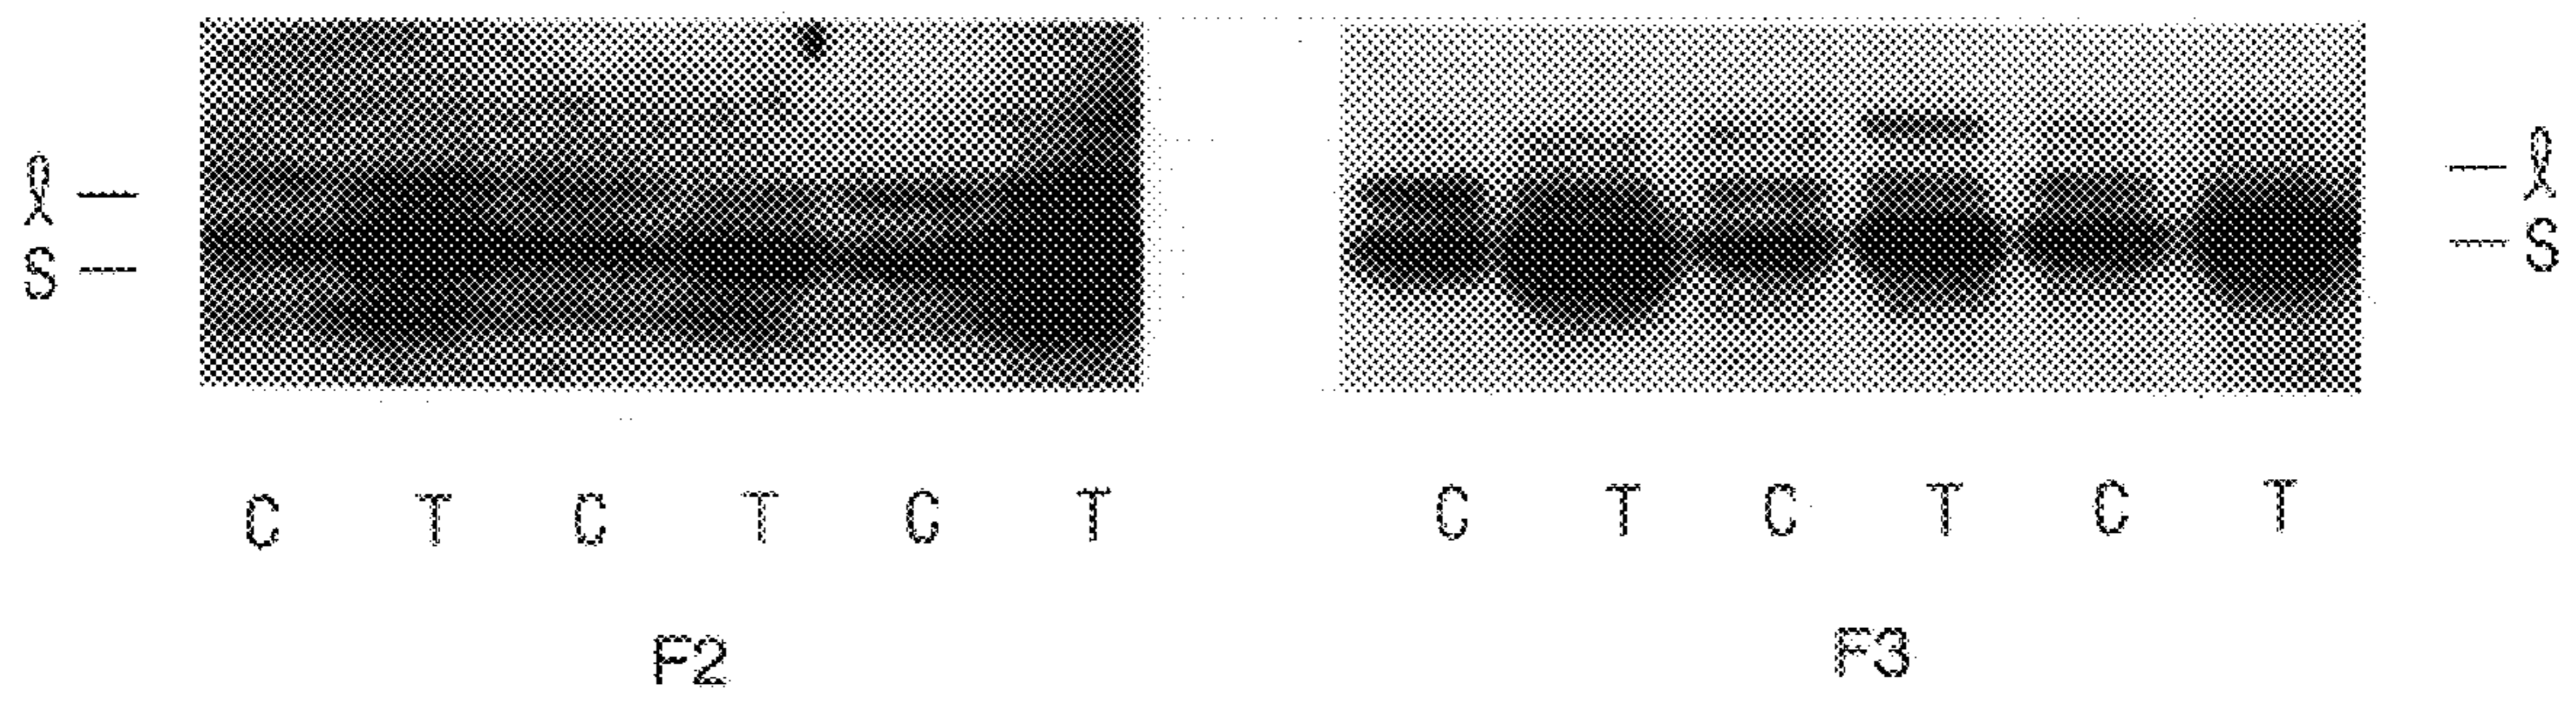 ℓ —
S —
— ℓ
— S
C T C T C T
C T C T C T
F2
F3